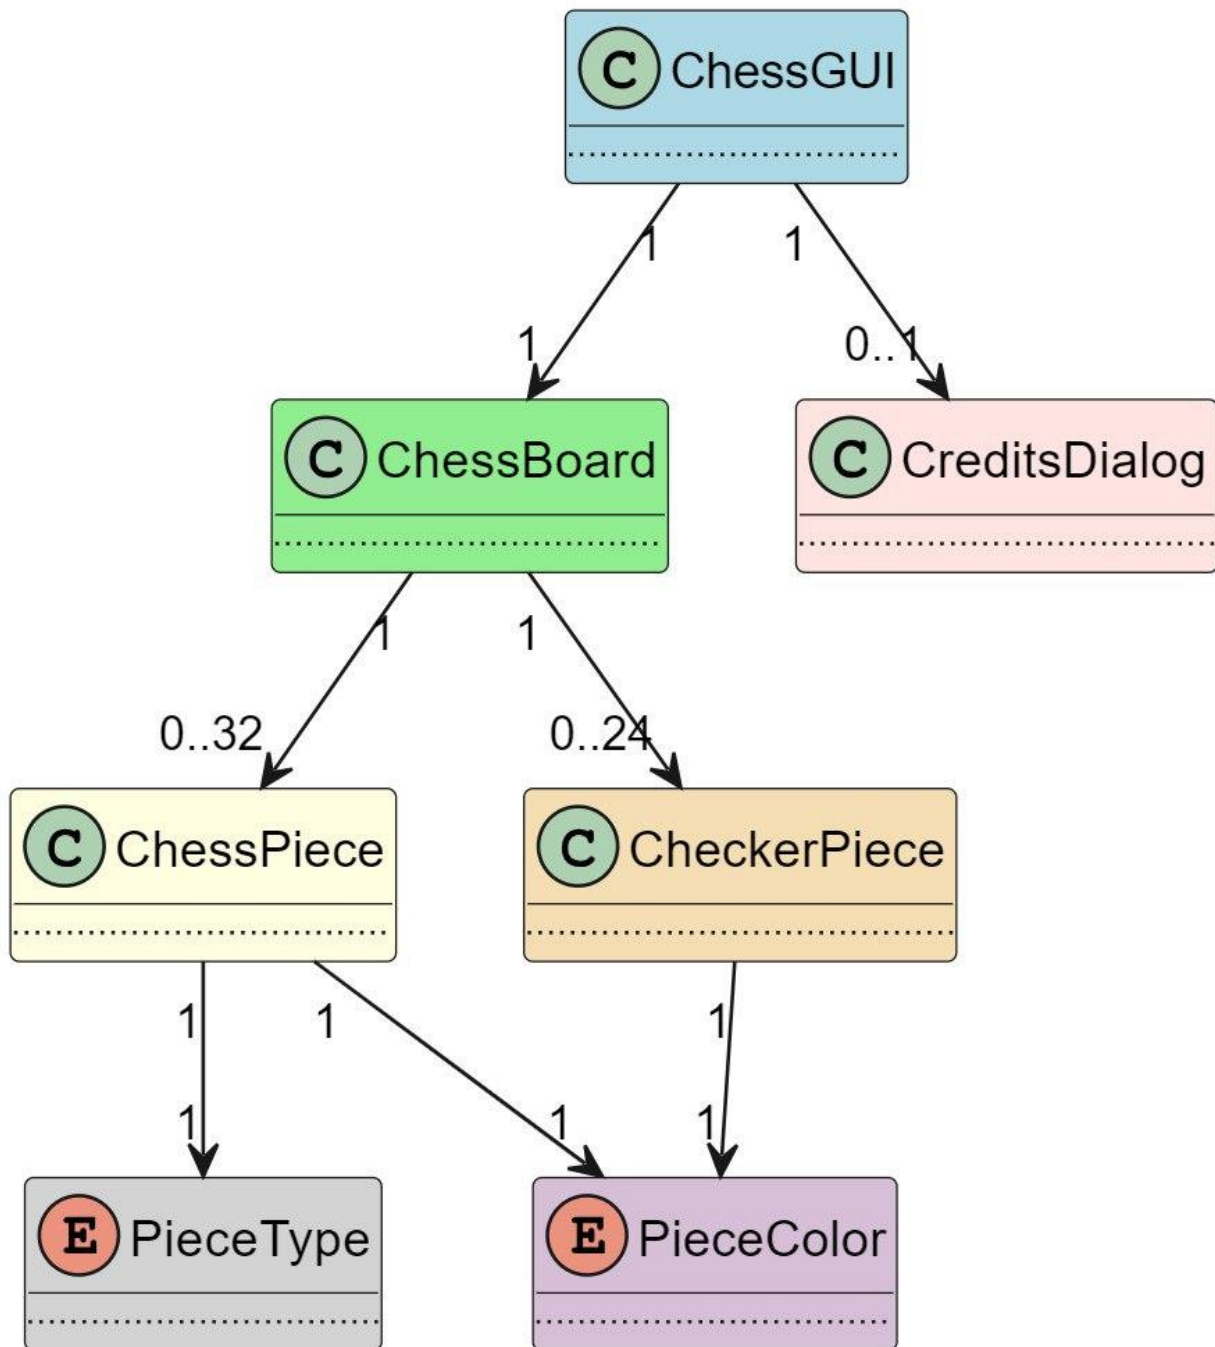 C ChessGUI
1 1
1 0..1
C ChessBoard C CreditsDialog
1 1
0..32 0..24
C ChessPiece C CheckerPiece
1 1 1
1 1 1
E PieceType E PieceColor